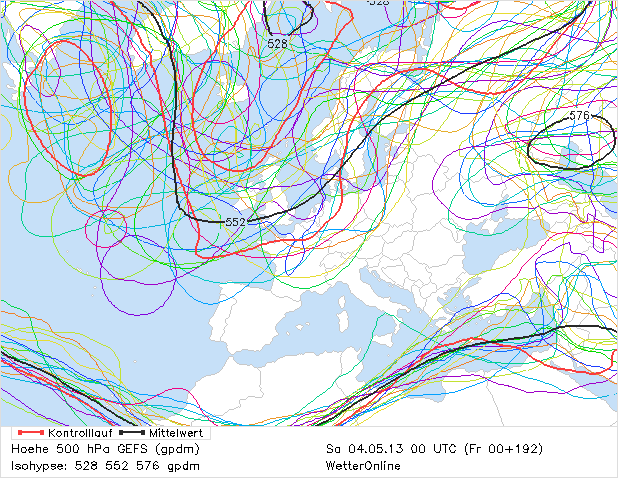 528
528
576
552
Kontrolllauf Mittelwert
Hoehe 500 hPa GEFS (gpdm) Sa 04.05.13 00 UTC (Fr 00+192)
Isohypse: 528 552 576 gpdm WetterOnline